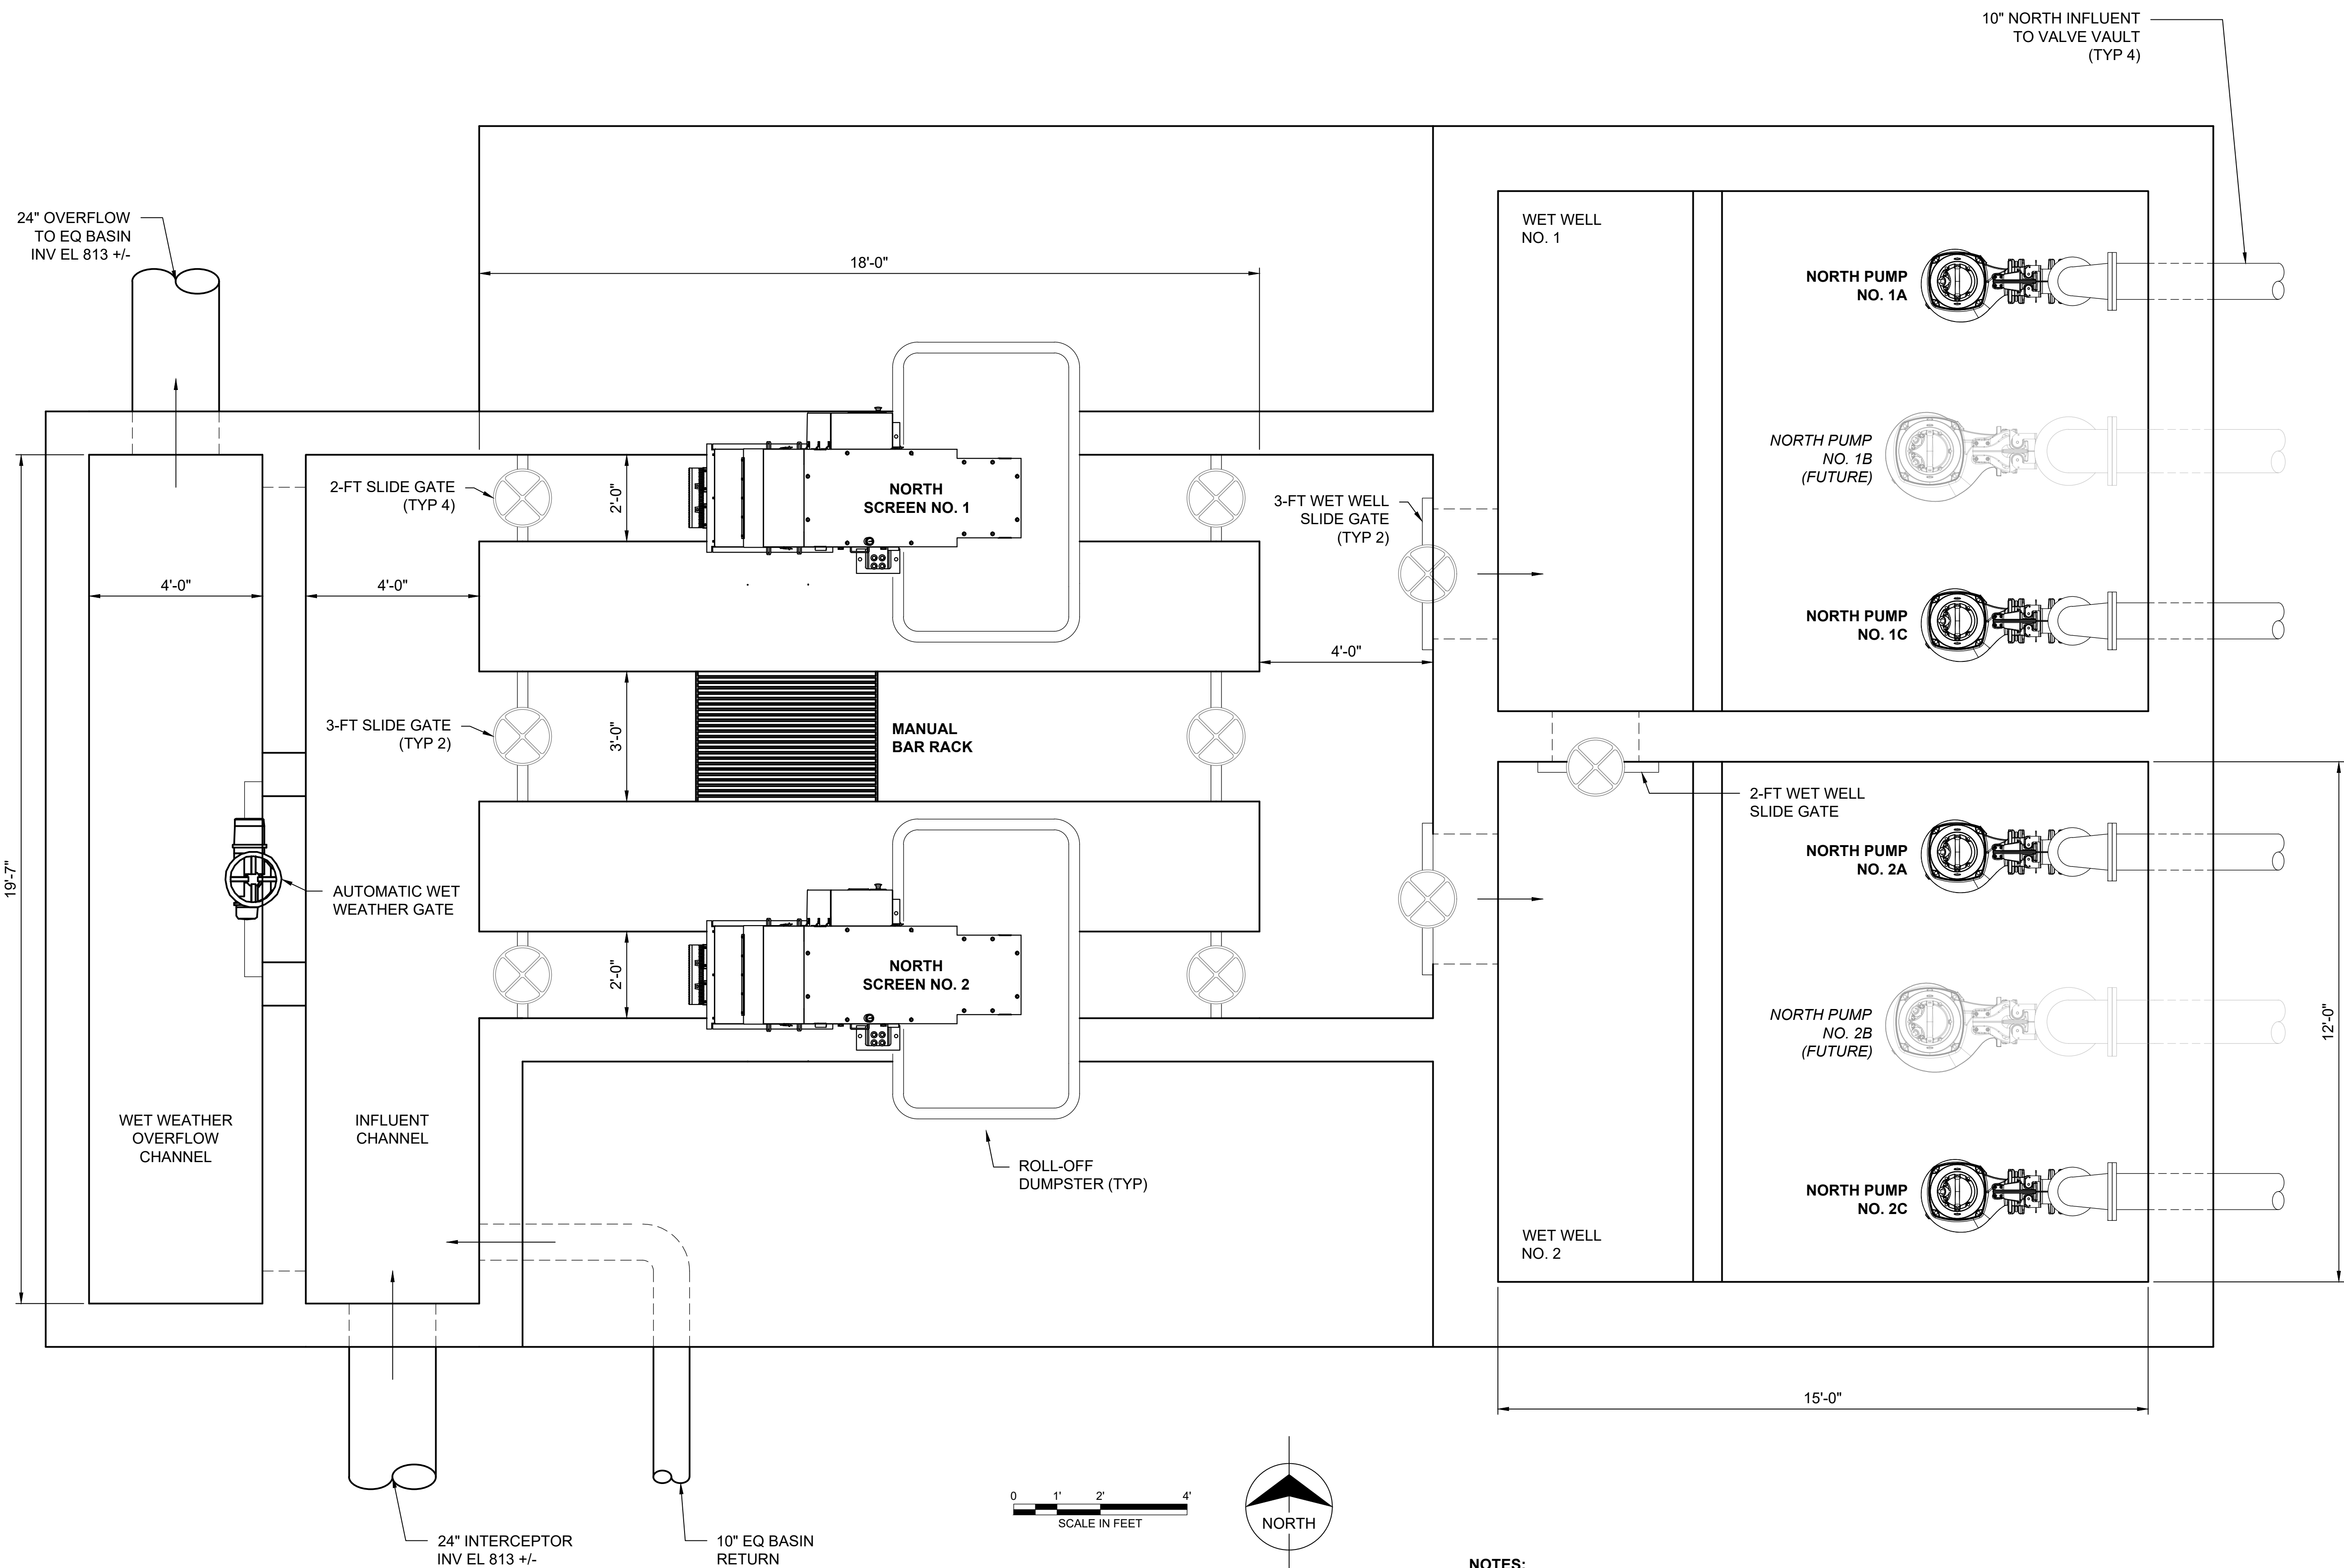 10" NORTH INFLUENT
TO VALVE VAULT
(TYP 4)
24" OVERFLOW
TO EQ BASIN
INV EL 813 +/-
18'-0"
WET WELL
NO. 1
NORTH PUMP
NO. 1A
NORTH PUMP
NO. 1B
(FUTURE)
2-FT SLIDE GATE
(TYP 4)
2'-0"
NORTH
SCREEN NO. 1
3-FT WET WELL
SLIDE GATE
(TYP 2)
4'-0"
4'-0"
NORTH PUMP
NO. 1C
4'-0"
3-FT SLIDE GATE
(TYP 2)
3'-0"
MANUAL
BAR RACK
2-FT WET WELL
SLIDE GATE
19'-7"
AUTOMATIC WET
WEATHER GATE
NORTH PUMP
NO. 2A
2'-0"
NORTH
SCREEN NO. 2
NORTH PUMP
NO. 2B
(FUTURE)
12'-0"
WET WEATHER
OVERFLOW
CHANNEL
INFLUENT
CHANNEL
ROLL-OFF
DUMPSTER (TYP)
NORTH PUMP
NO. 2C
WET WELL
NO. 2
15'-0"
0 1' 2' 4'
SCALE IN FEET
NORTH
24" INTERCEPTOR
INV EL 813 +/-
10" EQ BASIN
RETURN
NOTES: